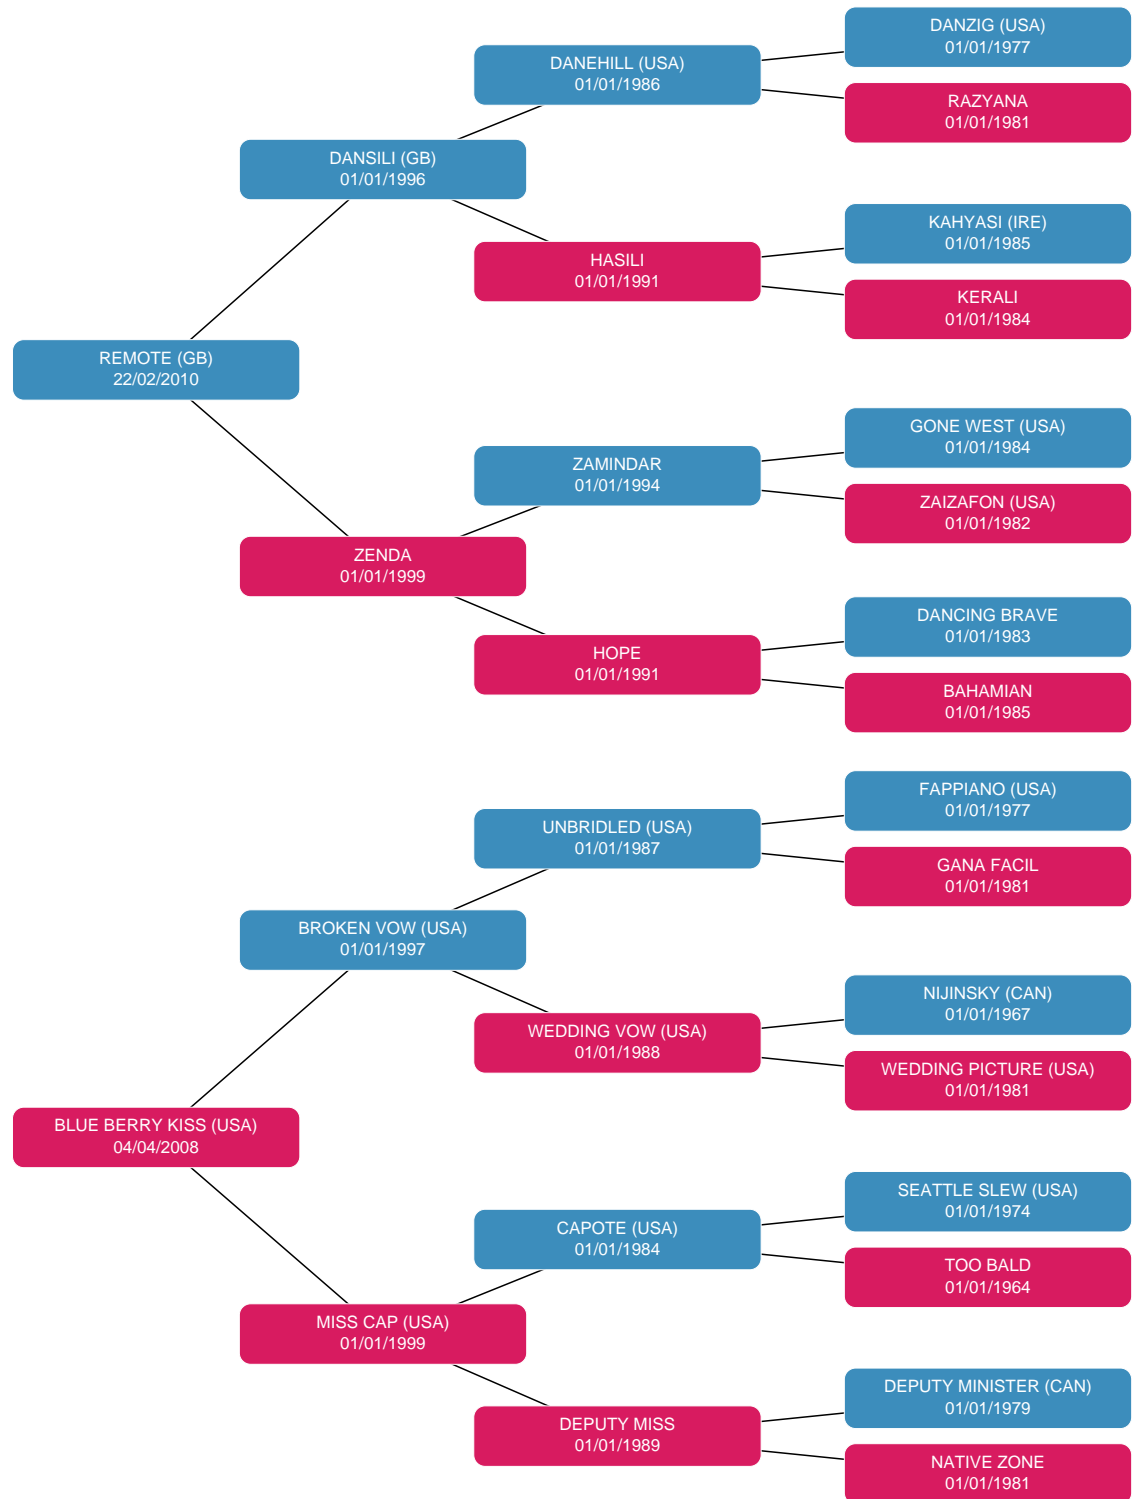 DANZIG (USA)
01/01/1977
DANEHILL (USA)
01/01/1986
RAZYANA
01/01/1981
DANSILI (GB)
01/01/1996
KAHYASI (IRE)
01/01/1985
HASILI
01/01/1991
KERALI
01/01/1984
REMOTE (GB)
22/02/2010
GONE WEST (USA)
01/01/1984
ZAMINDAR
01/01/1994
ZAIZAFON (USA)
01/01/1982
ZENDA
01/01/1999
DANCING BRAVE
01/01/1983
HOPE
01/01/1991
BAHAMIAN
01/01/1985
FAPPIANO (USA)
01/01/1977
UNBRIDLED (USA)
01/01/1987
GANA FACIL
01/01/1981
BROKEN VOW (USA)
01/01/1997
NIJINSKY (CAN)
01/01/1967
WEDDING VOW (USA)
01/01/1988
WEDDING PICTURE (USA)
01/01/1981
BLUE BERRY KISS (USA)
04/04/2008
SEATTLE SLEW (USA)
01/01/1974
CAPOTE (USA)
01/01/1984
TOO BALD
01/01/1964
MISS CAP (USA)
01/01/1999
DEPUTY MINISTER (CAN)
01/01/1979
DEPUTY MISS
01/01/1989
NATIVE ZONE
01/01/1981